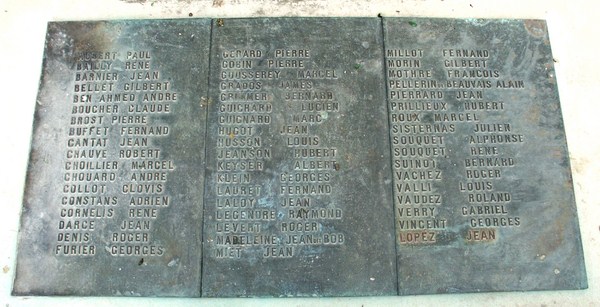 AUBERT PAUL
BAILLY RENE
BARNIER JEAN
BELLET GILBERT
BEN AHMED ANDRE
BOUCHER CLAUDE
BROST PIERRE
BUFFET FERNAND
CANTAT JEAN
CHAUVE ROBERT
CHOILLIER MARCEL
CHOUARD ANDRE
COLLOT CLOVIS
CONSTANS ADRIEN
CORNELIS RENE
DARCE JEAN
DENIS ROGER
FURIER GEORGES
GERARD PIERRE
GOBIN PIERRE
GOUSSEREY MARCEL
GRADOS JAMES
BERNARD
GUICHARD LUCIEN
GUIGNARD MARC
HUGOT JEAN
HUSSON LOUIS
JEANSON ROBERT
KEYSER ALBERT
KLEIN GEORGES
LAURET FERNAND
LALOY JEAN
LEGENDRE RAYMOND
LEVERT ROGER
MADELEINE JEAN-BOB
MIET JEAN
MILLOT FERNAND
MORIN GILBERT
MOTHRE FRANCOIS
PELLERIN-BEAUVAIS ALAIN
PIERRARD JEAN
PRILLIEUX ROBERT
ROUX MARCEL
SISTERNAS JULIEN
SOUQUET ALPHONSE
SOUQUET RENE
SUINOT BERNARD
VACHEZ ROGER
VALLI LOUIS
VAUDEZ ROLAND
VERRY GABRIEL
VINCENT GEORGES
LOPEZ JEAN